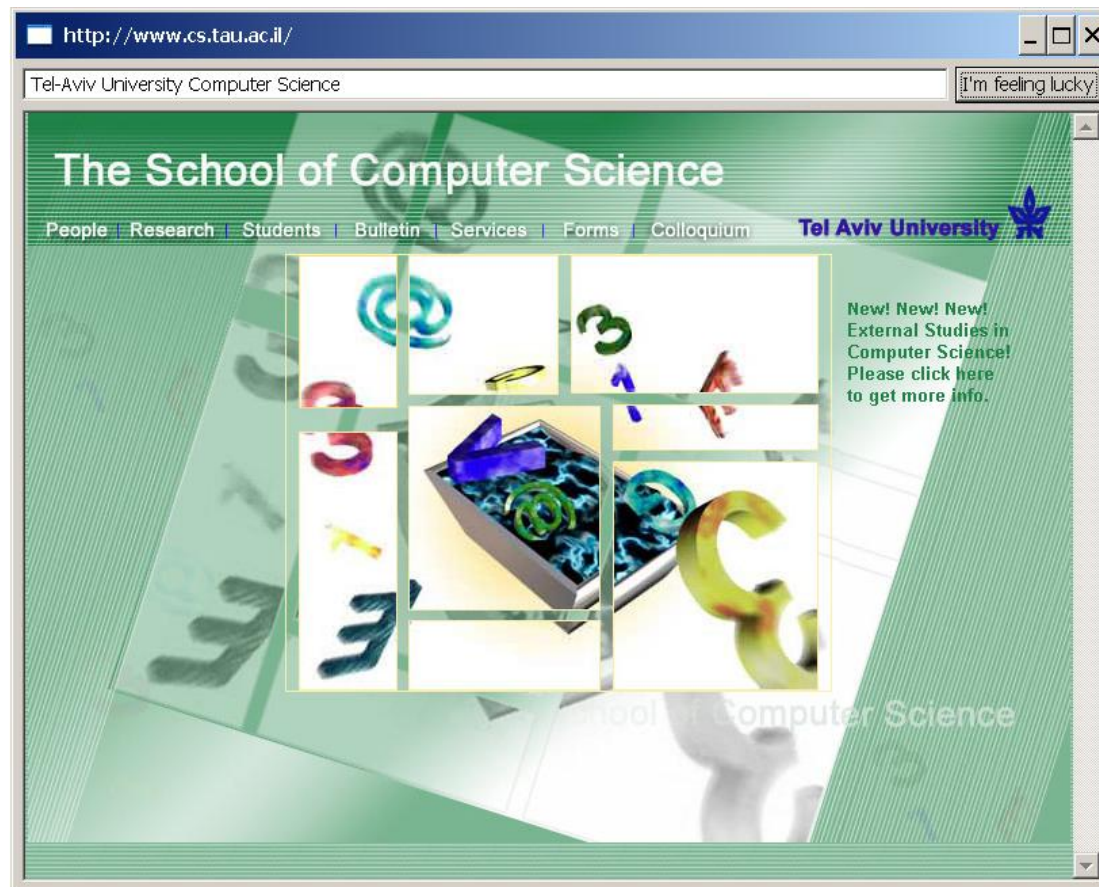 http://www.cs.tau.ac.il/
Tel-Aviv University Computer Science
I'm feeling lucky
The School of Computer Science
People | Research | Students | Bulletin | Services | Forms | Colloquium
Tel Aviv University
New! New! New!
External Studies in
Computer Science!
Please click here
to get more info.
School of Computer Science